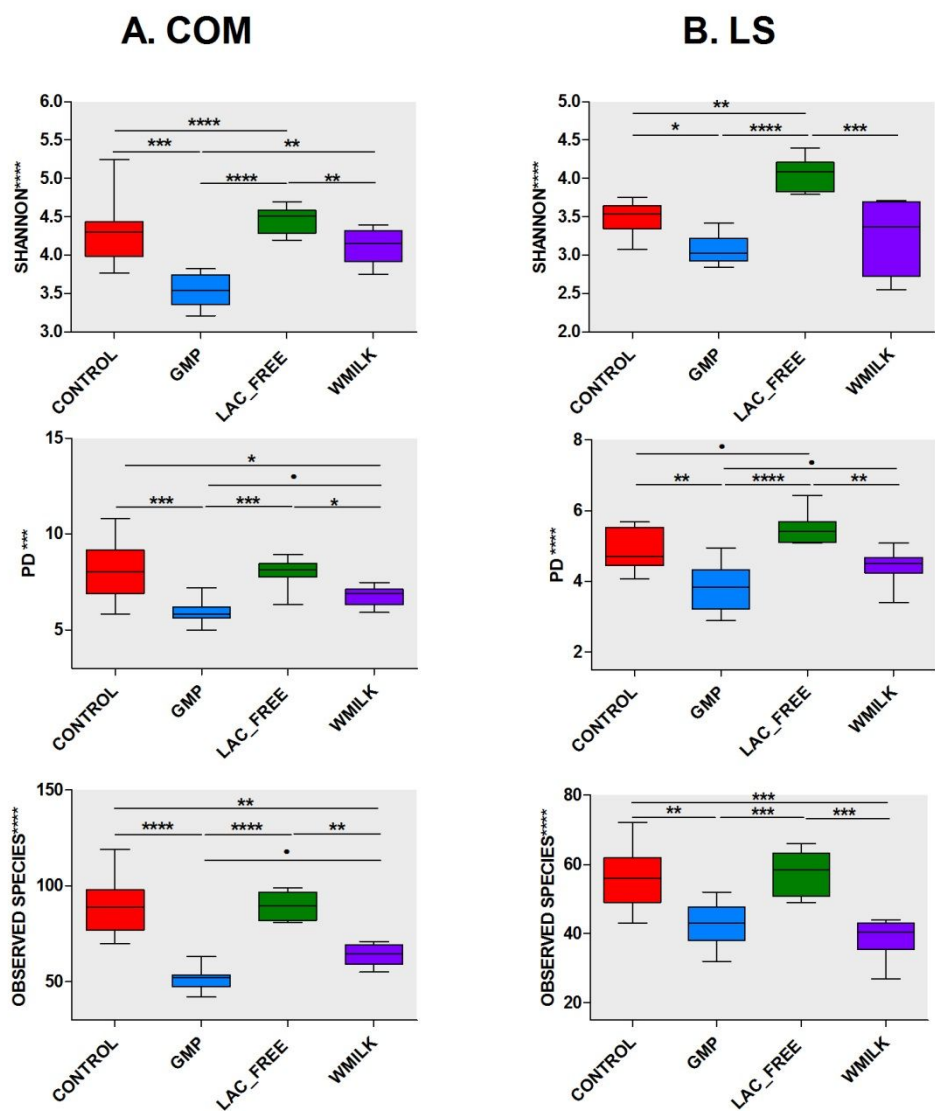 A. COM
B. LS
SHANNON****
6.0
5.5
5.0
4.5
4.0
3.5
3.0
****
*** **
**** **
CONTROL
GMP
LAC_FREE
WMILK
SHANNON****
5.0
4.5
4.0
3.5
3.0
2.5
2.0
**
* **** ***
CONTROL
GMP
LAC_FREE
WMILK
PD ***
15
10
5
*
•
*** *** *
CONTROL
GMP
LAC_FREE
WMILK
PD ****
8
6
4
2
•
•
** **** **
CONTROL
GMP
LAC_FREE
WMILK
OBSERVED SPECIES****
150
100
50
**
**** **** **
•
CONTROL
GMP
LAC_FREE
WMILK
OBSERVED SPECIES****
80
60
40
20
***
** *** ***
CONTROL
GMP
LAC_FREE
WMILK